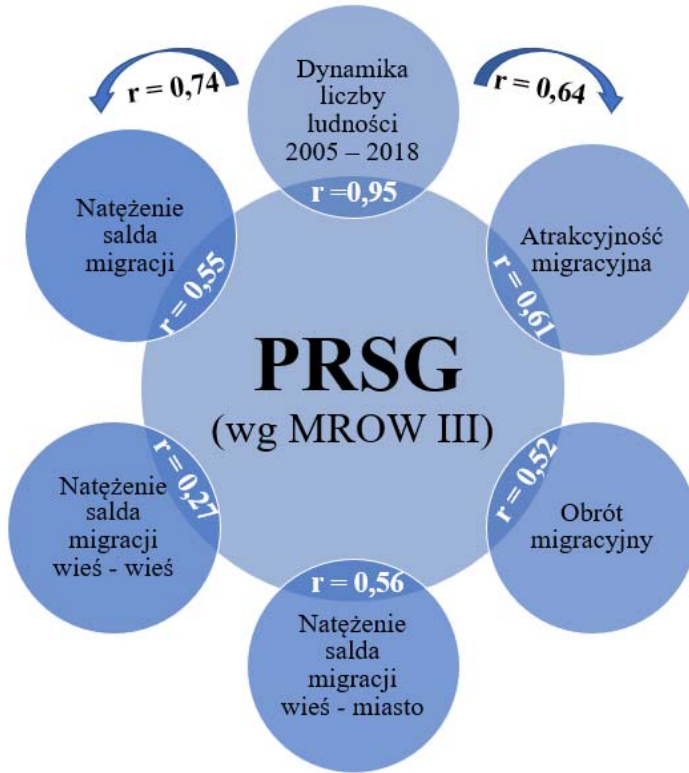 Dynamika
liczby
ludności
2005 – 2018
r =0,95
r = 0,74
r = 0,64
Natężenie
salda
migracji
r = 0,55
Atrakcyjność
migracyjna
r = 0,61
PRSG
(wg MROW III)
Natężenie
salda
migracji
wieś - wieś
r = 0,27
Obrót
migracyjny
r = 0,52
r = 0,56
Natężenie
salda
migracji
wieś - miasto